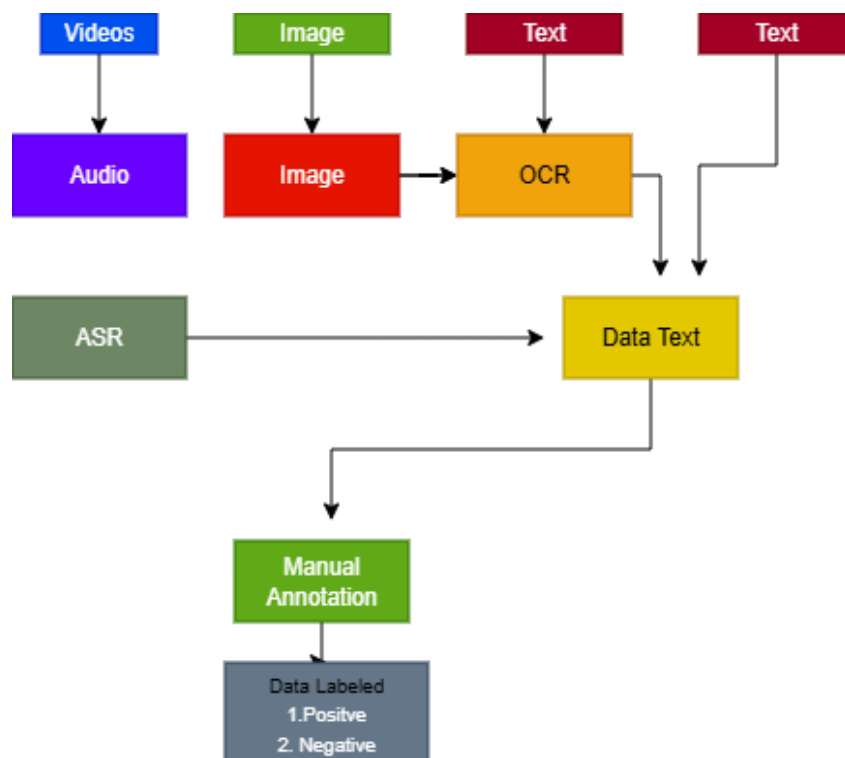 Videos
Image
Text
Text
Audio
Image
OCR
ASR
Data Text
Manual
Annotation
Data Labeled
1.Positve
2. Negative